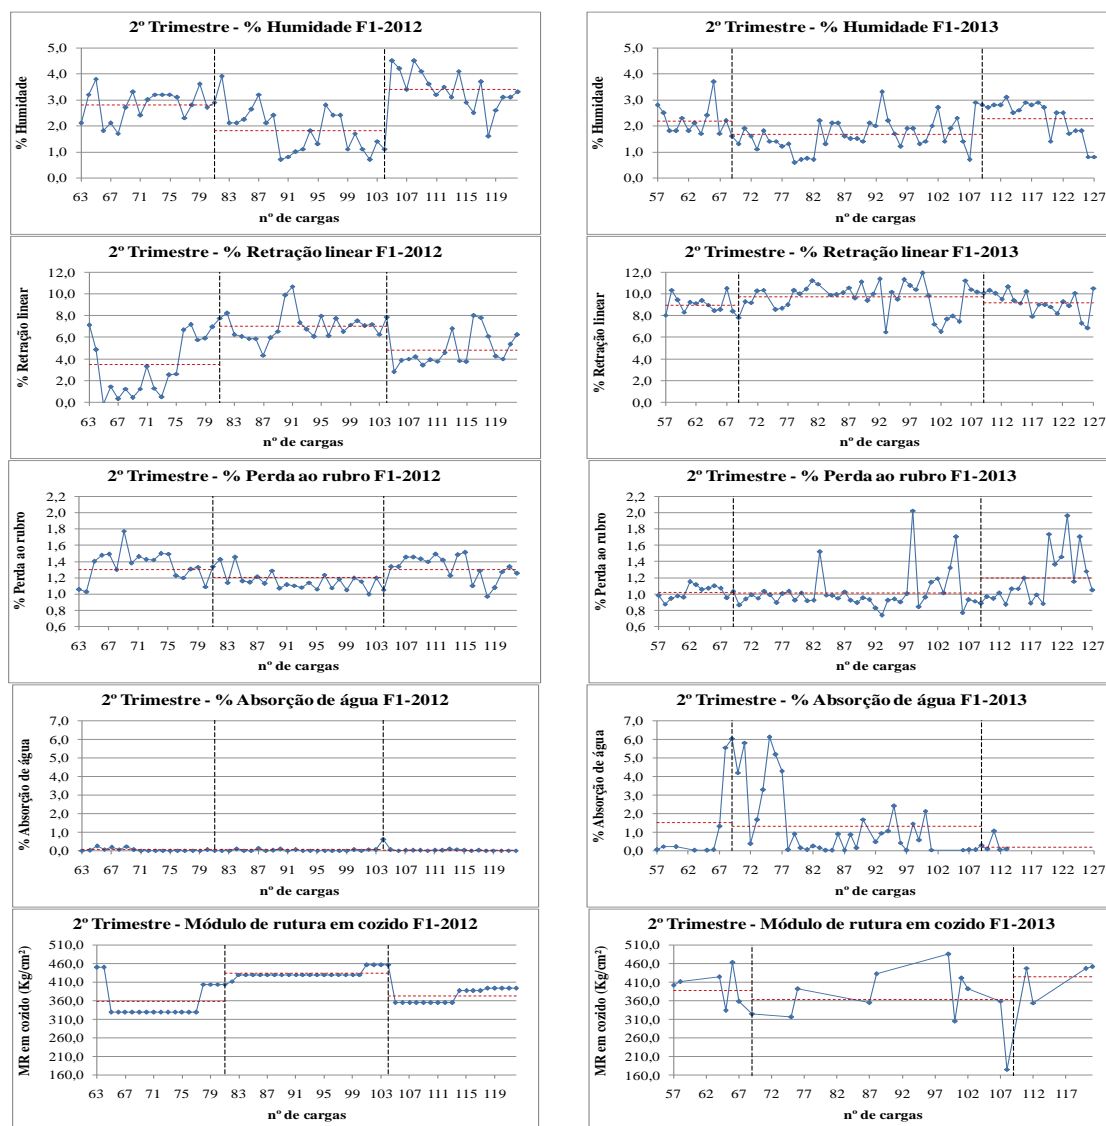 2º Trimestre - % Humidade F1-2012
% Humidade
5,0
4,0
3,0
2,0
1,0
0,0
63 67 71 75 79 83 87 91 95 99 103 107 111 115 119
nº de cargas
2º Trimestre - % Humidade F1-2013
% Humidade
5,0
4,0
3,0
2,0
1,0
0,0
57 62 67 72 77 82 87 92 97 102 107 112 117 122 127
nº de cargas
2º Trimestre - % Retração linear F1-2012
% Retração linear
12,0
10,0
8,0
6,0
4,0
2,0
0,0
63 67 71 75 79 83 87 91 95 99 103 107 111 115 119
nº de cargas
2º Trimestre - % Retração linear F1-2013
% Retração linear
12,0
10,0
8,0
6,0
4,0
2,0
0,0
57 62 67 72 77 82 87 92 97 102 107 112 117 122 127
nº de cargas
2º Trimestre - % Perda ao rubro F1-2012
% Perda ao rubro
2,2
2,0
1,8
1,6
1,4
1,2
1,0
0,8
0,6
63 67 71 75 79 83 87 91 95 99 103 107 111 115 119
nº de cargas
2º Trimestre - % Perda ao rubro F1-2013
% Perda ao rubro
2,2
2,0
1,8
1,6
1,4
1,2
1,0
0,8
0,6
57 62 67 72 77 82 87 92 97 102 107 112 117 122 127
nº de cargas
2º Trimestre - % Absorção de água F1-2012
% Absorção de água
7,0
6,0
5,0
4,0
3,0
2,0
1,0
0,0
63 67 71 75 79 83 87 91 95 99 103 107 111 115 119
nº de cargas
2º Trimestre - % Absorção de água F1-2013
% Absorção de água
7,0
6,0
5,0
4,0
3,0
2,0
1,0
0,0
57 62 67 72 77 82 87 92 97 102 107 112 117 122 127
nº de cargas
2º Trimestre - Módulo de rutura em cozido F1-2012
MR em cozido (Kg/cm²)
510,0
460,0
410,0
360,0
310,0
260,0
210,0
160,0
63 67 71 75 79 83 87 91 95 99 103 107 111 115 119
nº de cargas
2º Trimestre - Módulo de rutura em cozido F1-2013
MR em cozido (Kg/cm²)
510,0
460,0
410,0
360,0
310,0
260,0
210,0
160,0
57 62 67 72 77 82 87 92 97 102 107 112 117 122
nº de cargas